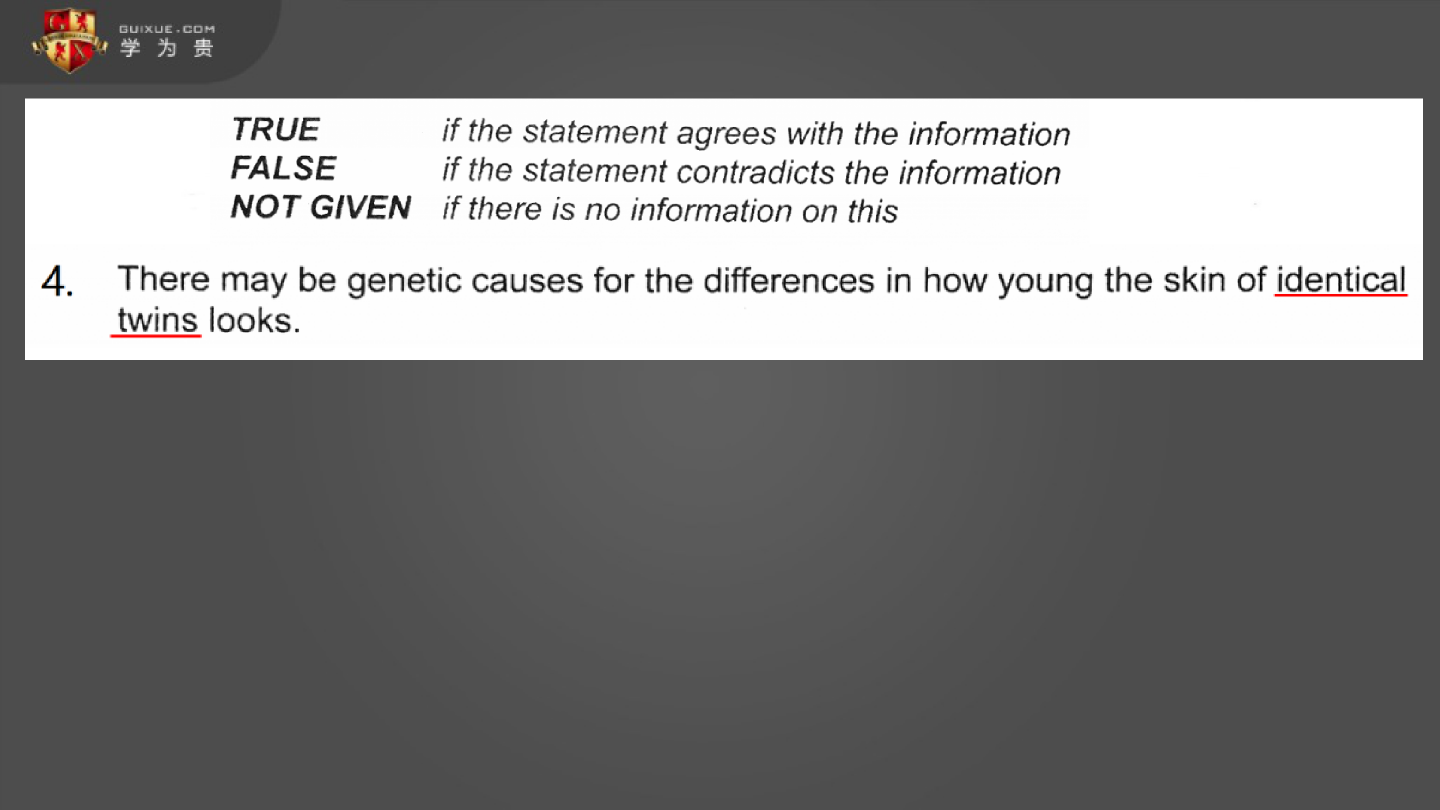 GUIXUE.COM
学为贵
TRUE if the statement agrees with the information
FALSE if the statement contradicts the information
NOT GIVEN if there is no information on this
4. There may be genetic causes for the differences in how young the skin of identical
twins looks.